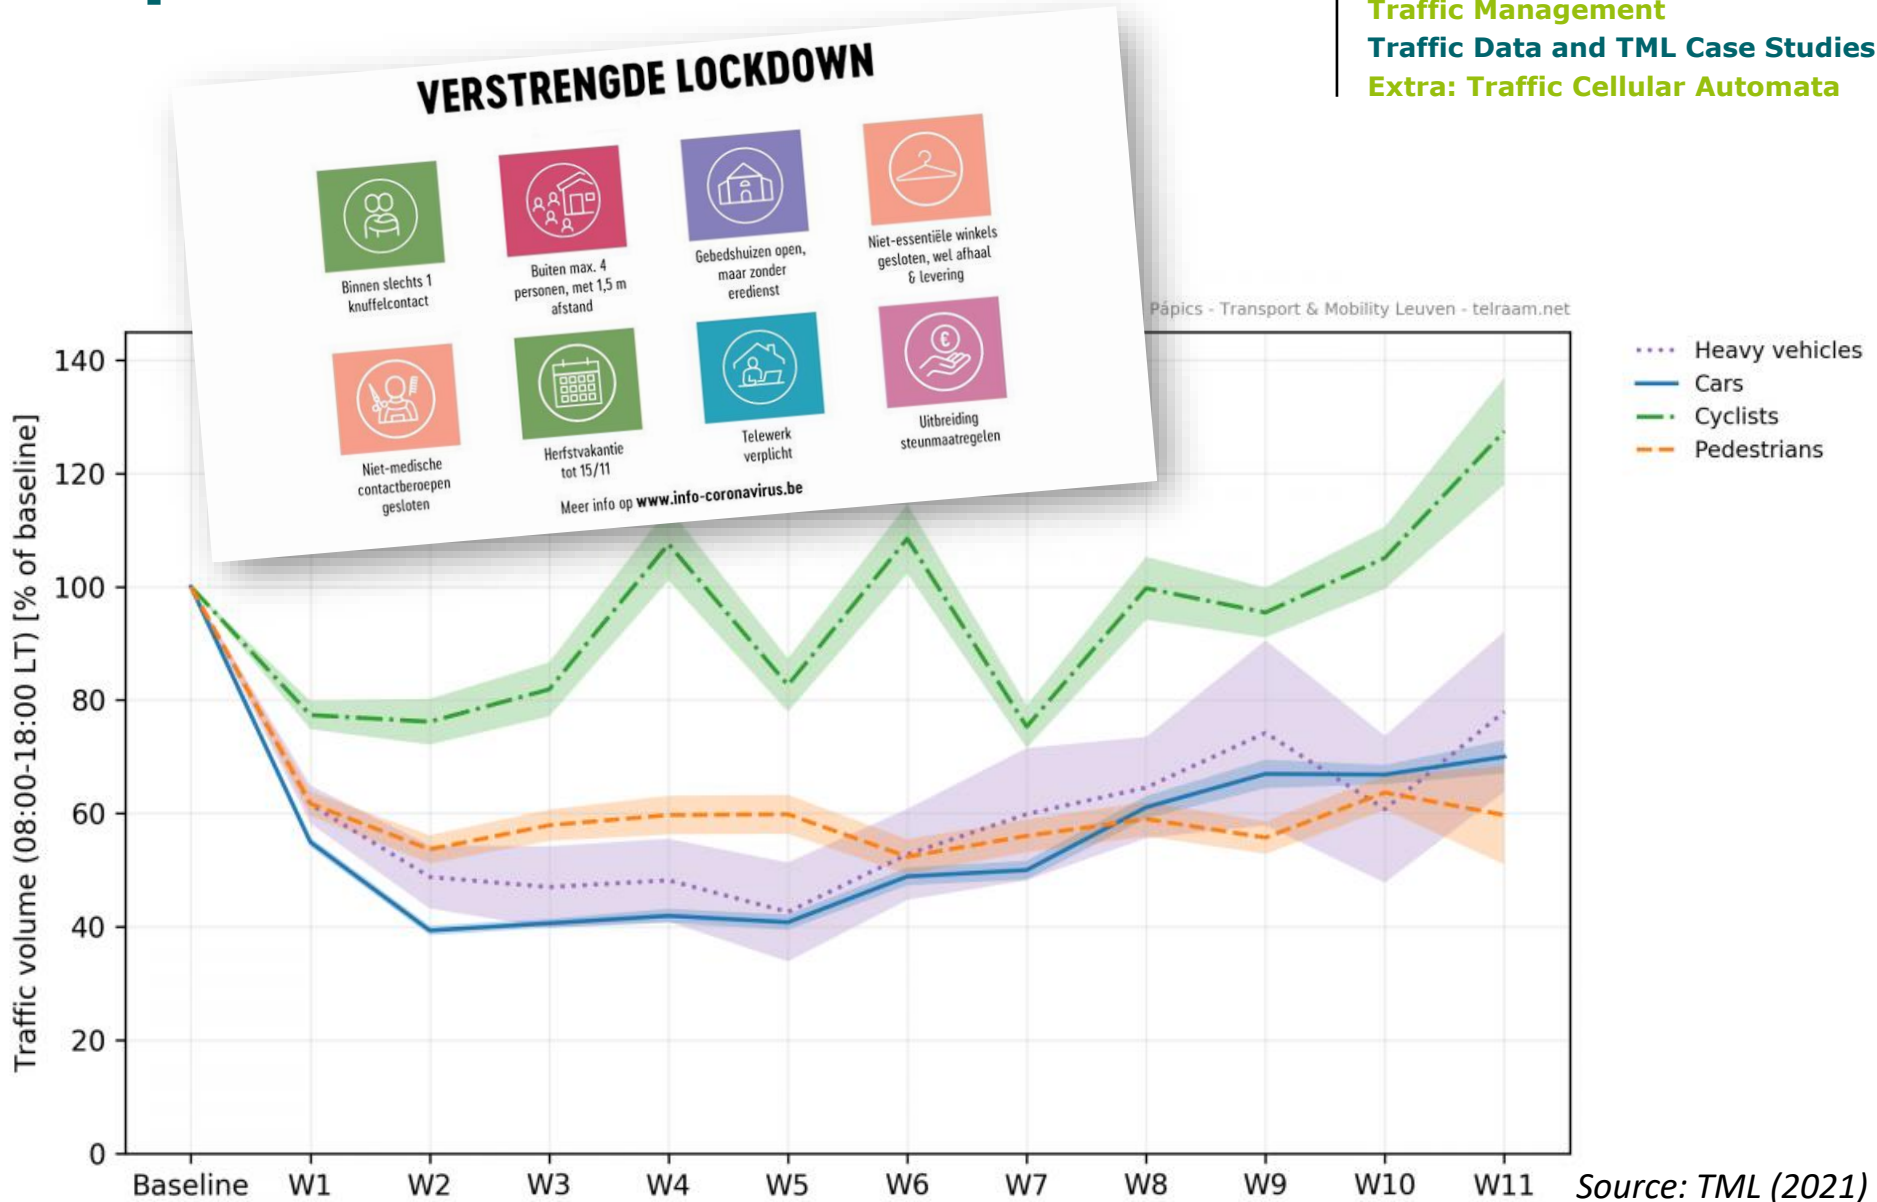 Traffic Management
Traffic Data and TML Case Studies
Extra: Traffic Cellular Automata
VERSTRENGDE LOCKDOWN
Binnen slechts 1
knuffelcontact
Buiten max. 4
personen, met 1,5 m
afstand
Gebedshuizen open,
maar zonder
eredienst
Niet-essentiële winkels
gesloten, wel afhaal
& levering
Niet-medische
contactberoepen
gesloten
Herfstvakantie
tot 15/11
Telewerk
verplicht
Uitbreiding
steunmaatregelen
Meer info op www.info-coronavirus.be
Pápics - Transport & Mobility Leuven - telraam.net
Heavy vehicles
Cars
Cyclists
Pedestrians
Traffic volume (08:00-18:00 LT) [% of baseline]
140
120
100
80
60
40
20
0
Baseline W1 W2 W3 W4 W5 W6 W7 W8 W9 W10 W11
Source: TML (2021)